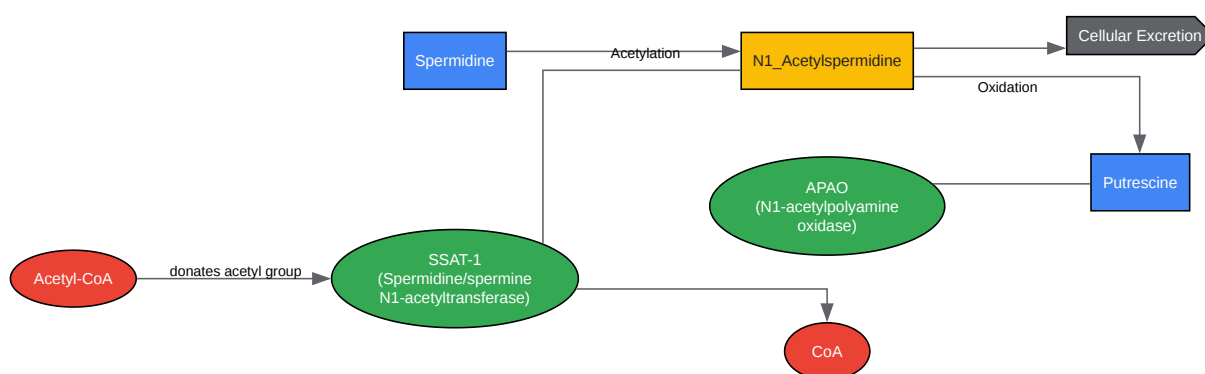 Spermidine
Acetylation
N1_Acetylspermidine
Cellular Excretion
Oxidation
APAO
(N1-acetylpolyamine
oxidase)
Putrescine
Acetyl-CoA
donates acetyl group
SSAT-1
(Spermidine/spermine
N1-acetyltransferase)
CoA